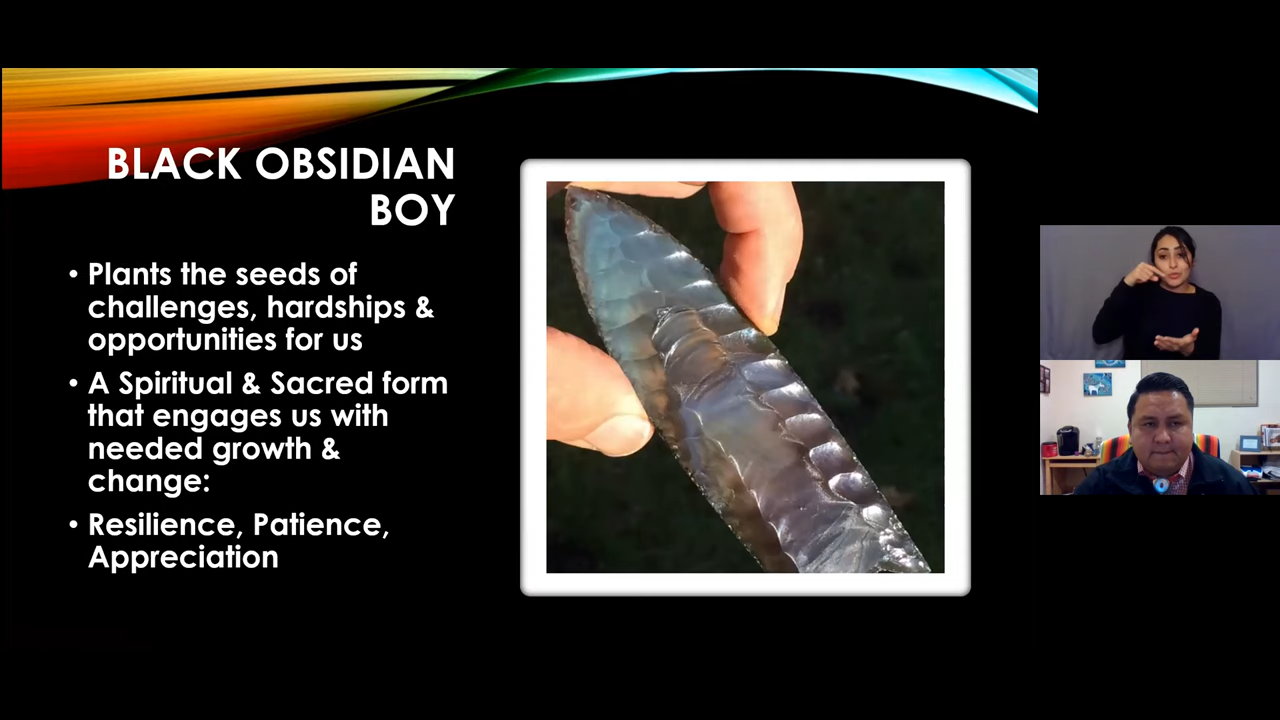 BLACK OBSIDIAN
BOY
• Plants the seeds of
challenges, hardships &
opportunities for us
• A Spiritual & Sacred form
that engages us with
needed growth &
change:
• Resilience, Patience,
Appreciation